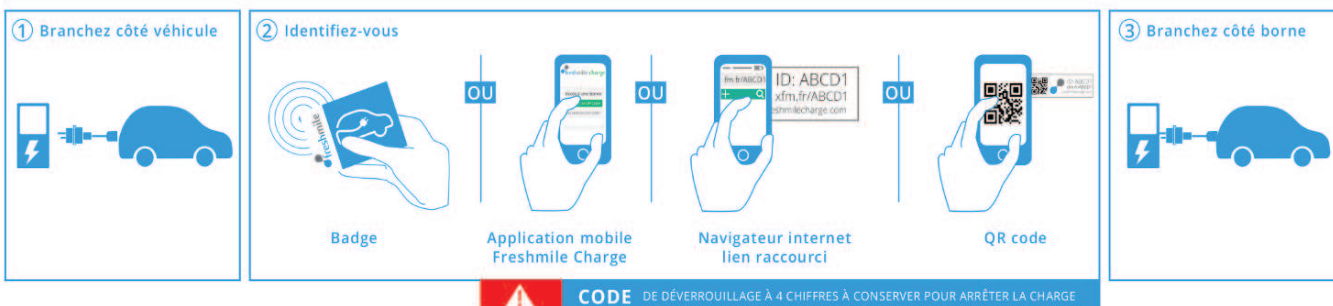 1 Branchez côté véhicule
2 Identifiez-vous
freshmile
Badge
OU
freshmile charge
Application mobile
Freshmile Charge
OU
fm.fr/ABCD1
ID: ABCD1
xfm.fr/ABCD1
eshmilecharge.com
Navigateur internet
lien raccourci
OU
QR code
3 Branchez côté borne
CODE DE DÉVERROUILLAGE À 4 CHIFFRES À CONSERVER POUR ARRÊTER LA CHARGE